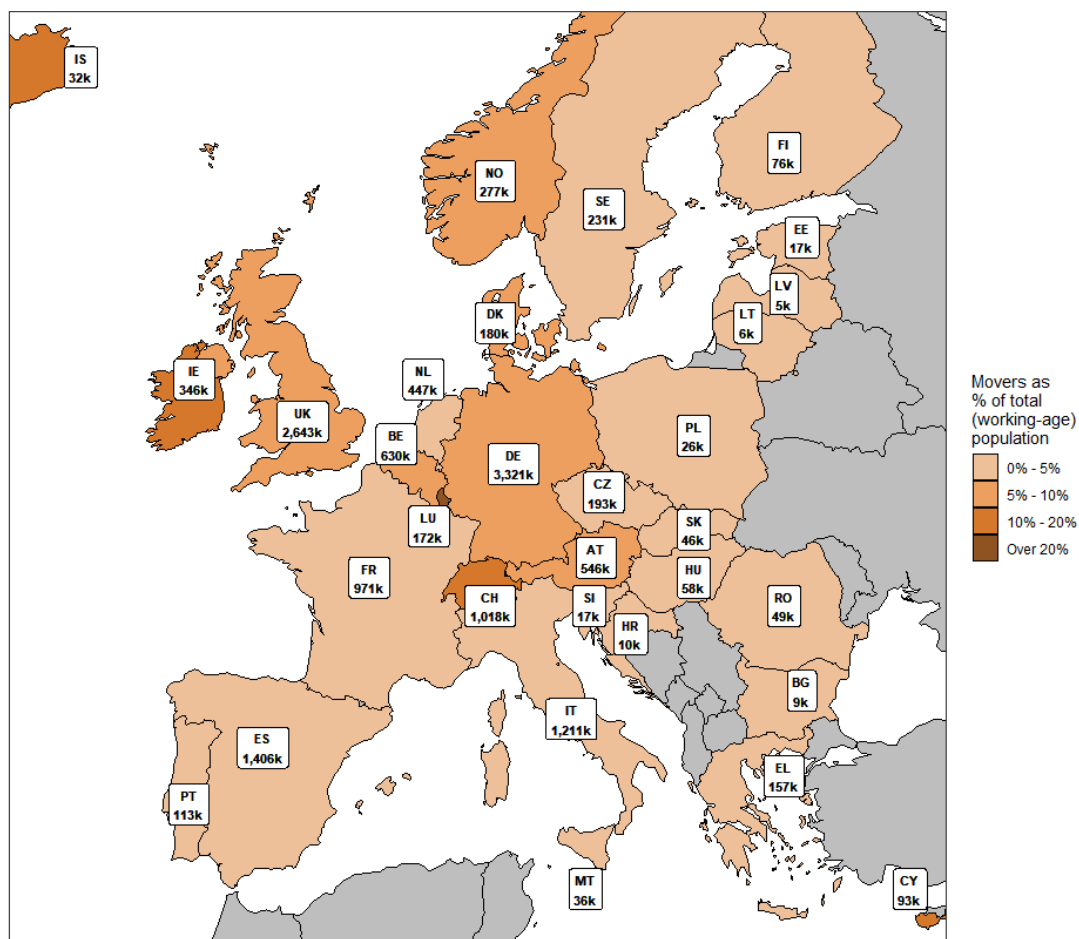 IS
32k
FI
76k
NO
277k
SE
231k
EE
17k
LV
5k
LT
6k
DK
180k
NL
447k
IE
346k
UK
2,643k
BE
630k
DE
3,321k
PL
26k
CZ
193k
LU
172k
SK
46k
AT
546k
HU
58k
FR
971k
CH
1,018k
SI
17k
RO
49k
HR
10k
BG
9k
IT
1,211k
ES
1,406k
EL
157k
PT
113k
MT
36k
CY
93k
Movers as
% of total
(working-age)
population
0% - 5%
5% - 10%
10% - 20%
Over 20%